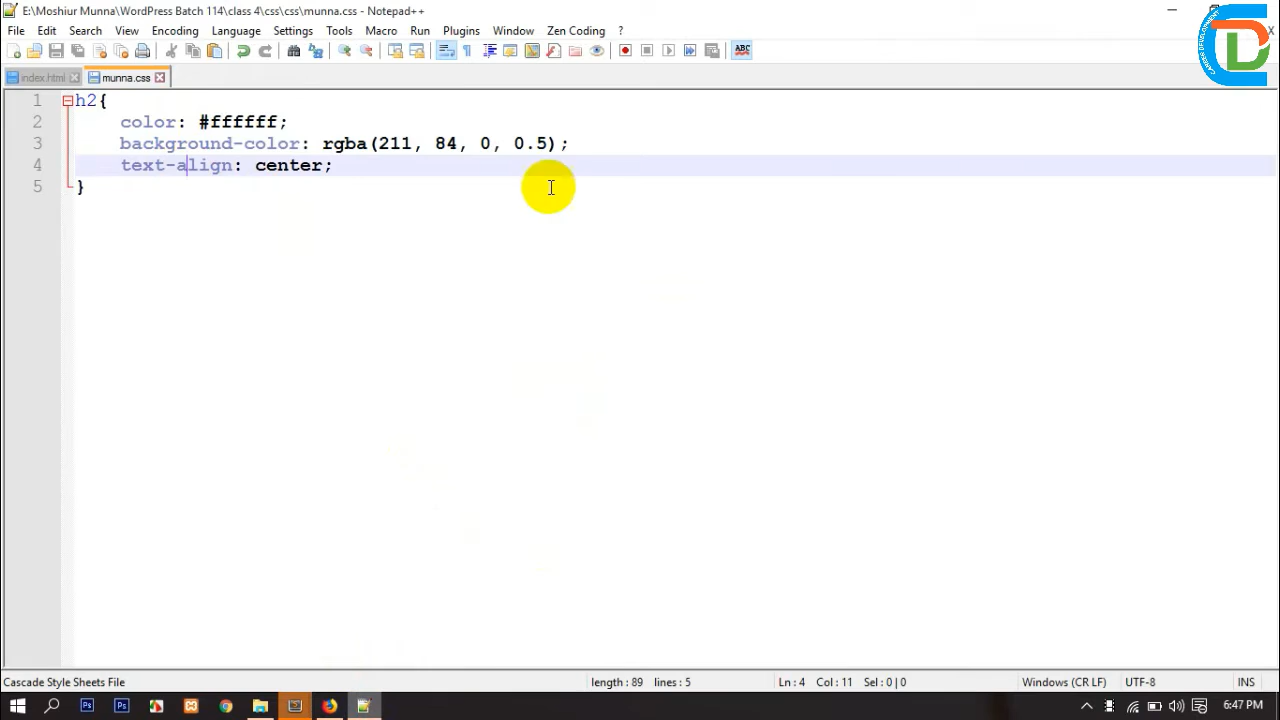 E:\Moshiur Munna\WordPress Batch 114\class 4\css\css\munna.css - Notepad++
File Edit Search View Encoding Language Settings Tools Macro Run Plugins Window Zen Coding ?
index.html munna.css
1 h2{
2 color: #ffffff;
3 background-color: rgba(211, 84, 0, 0.5);
4 text-align: center;
5 }
Cascade Style Sheets File length : 89 lines : 5 Ln : 4 Col : 11 Sel : 0 | 0 Windows (CR LF) UTF-8 INS
6:47 PM